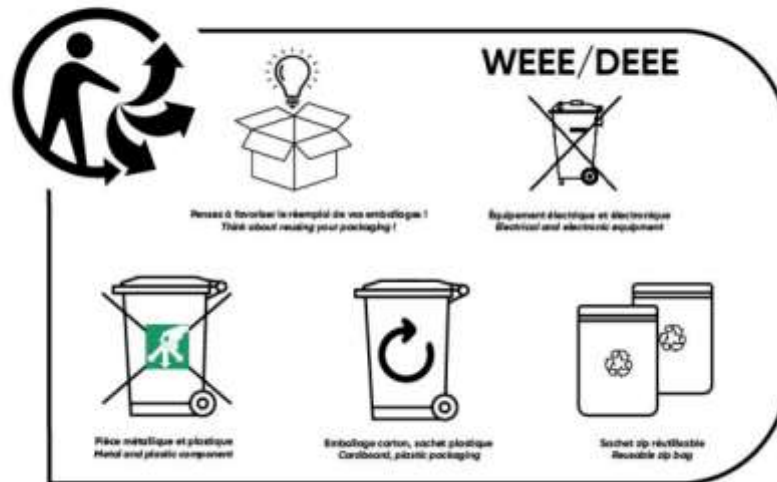 WEEE/DEEE
Pensez à favoriser le réemploi de vos emballages !
Think about reusing your packaging !
Équipement électrique et électronique
Electrical and electronic equipment
Pièce métallique et plastique
Metal and plastic component
Emballage carton, sachet plastique
Cardboard, plastic packaging
Sachet zip réutilisable
Reusable zip bag